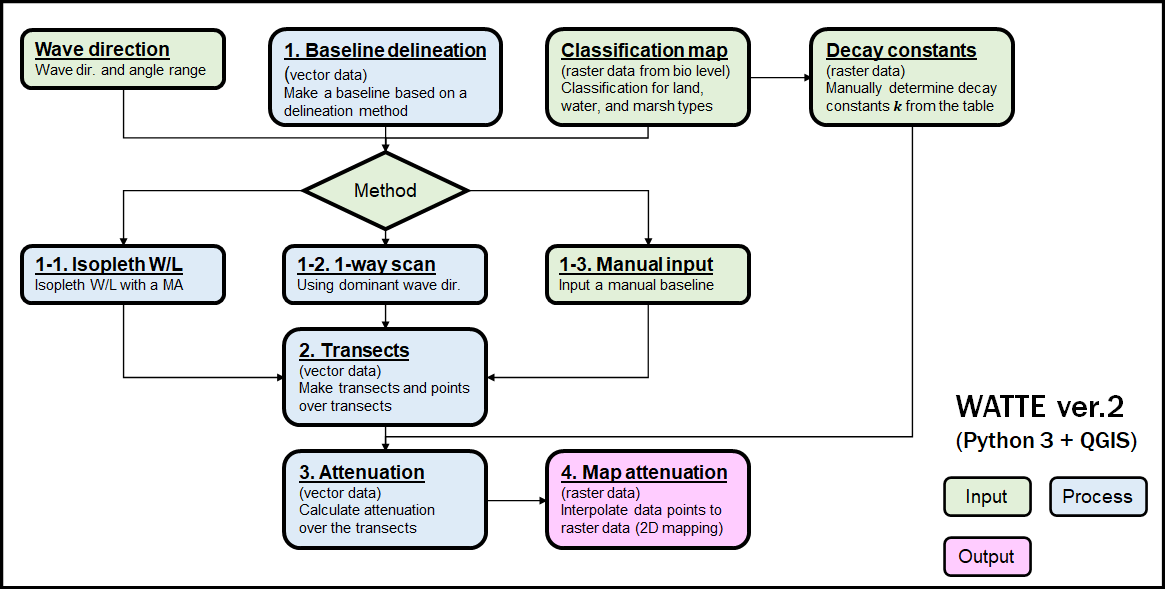 Wave direction
Wave dir. and angle range
1. Baseline delineation
(vector data)
Make a baseline based on a
delineation method
Classification map
(raster data from bio level)
Classification for land,
water, and marsh types
Decay constants
(raster data)
Manually determine decay
constants k from the table
Method
1-1. Isopleth W/L
Isopleth W/L with a MA
1-2. 1-way scan
Using dominant wave dir.
1-3. Manual input
Input a manual baseline
2. Transects
(vector data)
Make transects and points
over transects
3. Attenuation
(vector data)
Calculate attenuation
over the transects
4. Map attenuation
(raster data)
Interpolate data points to
raster data (2D mapping)
WATTE ver.2
(Python 3 + QGIS)
Input
Process
Output